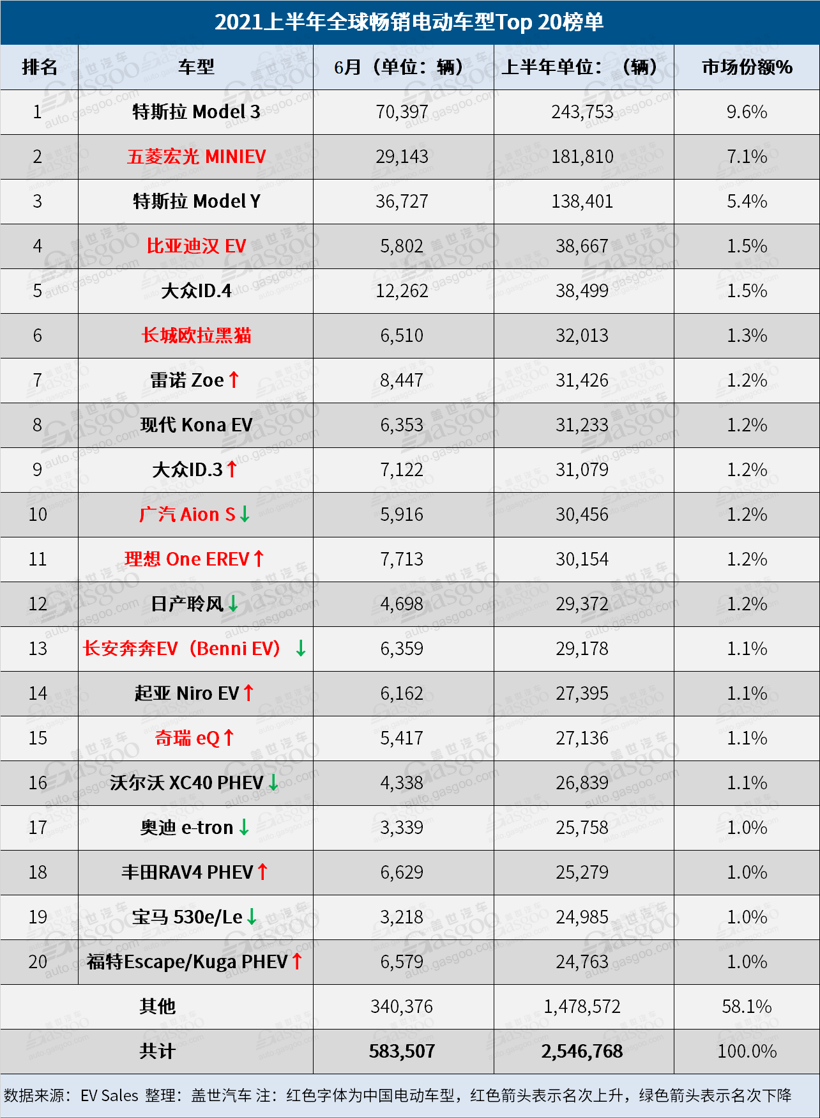 2021上半年全球畅销电动车型Top 20榜单
排名 车型 6月（单位：辆） 上半年单位：（辆） 市场份额%
1 特斯拉 Model 3 70,397 243,753 9.6%
2 五菱宏光 MINIEV 29,143 181,810 7.1%
3 特斯拉 Model Y 36,727 138,401 5.4%
4 比亚迪汉 EV 5,802 38,667 1.5%
5 大众ID.4 12,262 38,499 1.5%
6 长城欧拉黑猫 6,510 32,013 1.3%
7 雷诺 Zoe↑ 8,447 31,426 1.2%
8 现代 Kona EV 6,353 31,233 1.2%
9 大众ID.3↑ 7,122 31,079 1.2%
10 广汽 Aion S↓ 5,916 30,456 1.2%
11 理想 One EREV↑ 7,713 30,154 1.2%
12 日产聆风↓ 4,698 29,372 1.2%
13 长安奔奔EV（Benni EV）↓ 6,359 29,178 1.1%
14 起亚 Niro EV↑ 6,162 27,395 1.1%
15 奇瑞 eQ↑ 5,417 27,136 1.1%
16 沃尔沃 XC40 PHEV↓ 4,338 26,839 1.1%
17 奥迪 e-tron↓ 3,339 25,758 1.0%
18 丰田RAV4 PHEV↑ 6,629 25,279 1.0%
19 宝马 530e/Le↓ 3,218 24,985 1.0%
20 福特Escape/Kuga PHEV↑ 6,579 24,763 1.0%
其他 340,376 1,478,572 58.1%
共计 583,507 2,546,768 100.0%
数据来源：EV Sales 整理：盖世汽车 注：红色字体为中国电动车型，红色箭头表示名次上升，绿色箭头表示名次下降
盖世汽车
Gasgoo
auto.gasgoo.com